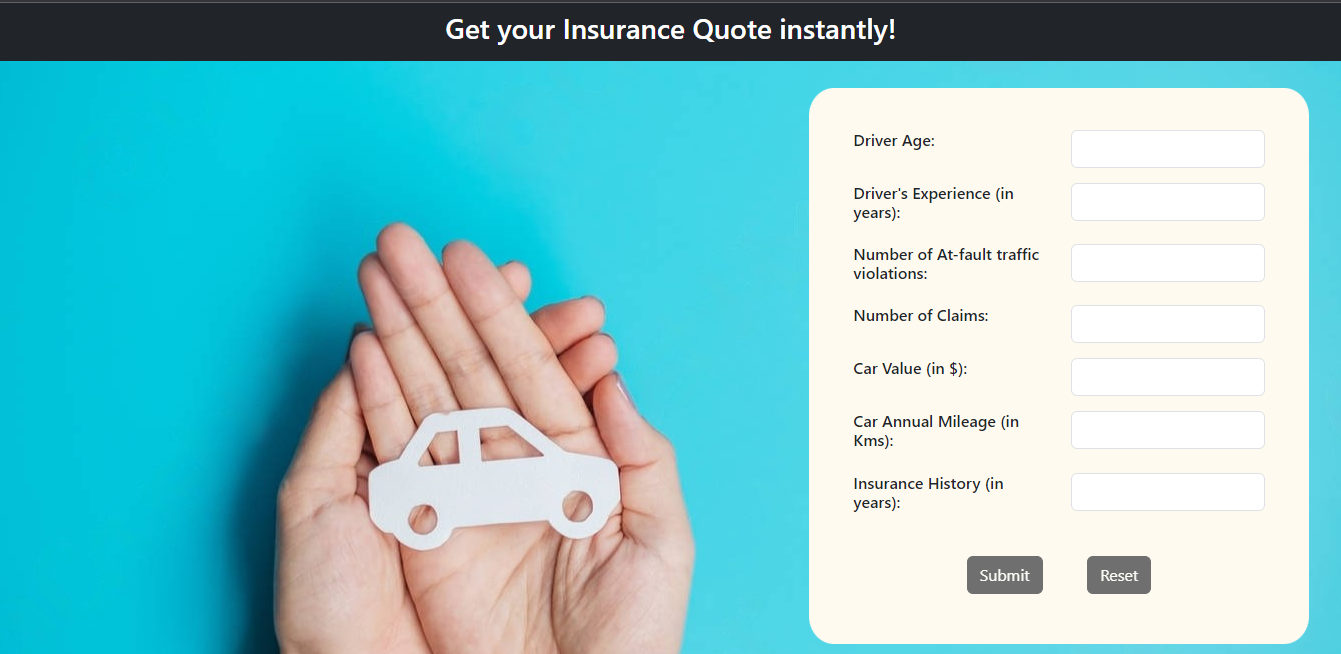 Get your Insurance Quote instantly!
Driver Age:
Driver's Experience (in
years):
Number of At-fault traffic
violations:
Number of Claims:
Car Value (in $):
Car Annual Mileage (in
Kms):
Insurance History (in
years):
Submit Reset